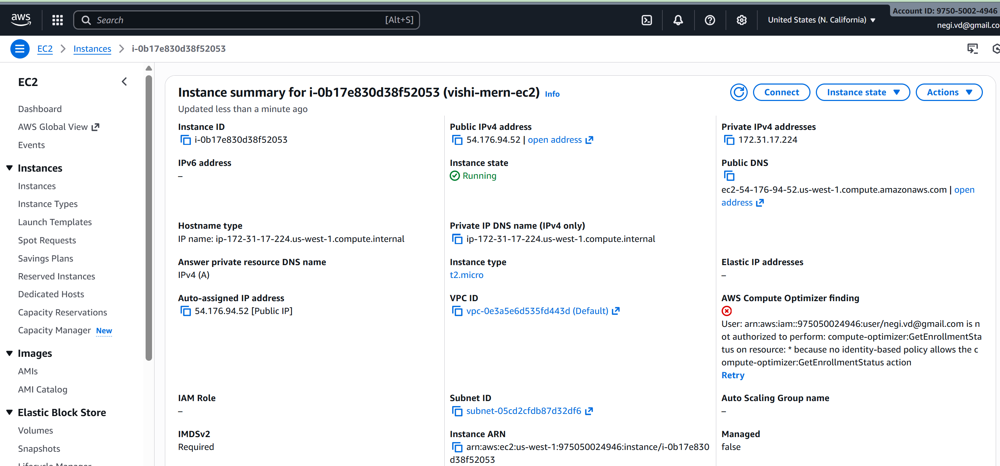 aws
Search [Alt+S]
United States (N. California)
Account ID: 9750-5002-4946
negi.vd@gmail.co
EC2 > Instances > i-0b17e830d38f52053
EC2
Dashboard
AWS Global View
Events
Instances
Instances
Instance Types
Launch Templates
Spot Requests
Savings Plans
Reserved Instances
Dedicated Hosts
Capacity Reservations
Capacity Manager New
Images
AMIs
AMI Catalog
Elastic Block Store
Volumes
Snapshots
Lifecycle Manager
Instance summary for i-0b17e830d38f52053 (vishi-mern-ec2) Info
Connect
Instance state
Actions
Updated less than a minute ago
Instance ID
i-0b17e830d38f52053
Public IPv4 address
54.176.94.52 | open address
Private IPv4 addresses
172.31.17.224
IPv6 address
–
Instance state
Running
Public DNS
ec2-54-176-94-52.us-west-1.compute.amazonaws.com | open
address
Hostname type
IP name: ip-172-31-17-224.us-west-1.compute.internal
Private IP DNS name (IPv4 only)
ip-172-31-17-224.us-west-1.compute.internal
Answer private resource DNS name
IPv4 (A)
Instance type
t2.micro
Elastic IP addresses
–
Auto-assigned IP address
54.176.94.52 [Public IP]
VPC ID
vpc-0e3a5e6d535fd443d (Default)
AWS Compute Optimizer finding
User: arn:aws:iam::975050024946:user/negi.vd@gmail.com is n
ot authorized to perform: compute-optimizer:GetEnrollmentSta
tus on resource: * because no identity-based policy allows the c
ompute-optimizer:GetEnrollmentStatus action
Retry
IAM Role
–
Subnet ID
subnet-05cd2cfdb87d32df6
Auto Scaling Group name
–
IMDSv2
Required
Instance ARN
arn:aws:ec2:us-west-1:975050024946:instance/i-0b17e830
d38f52053
Managed
false